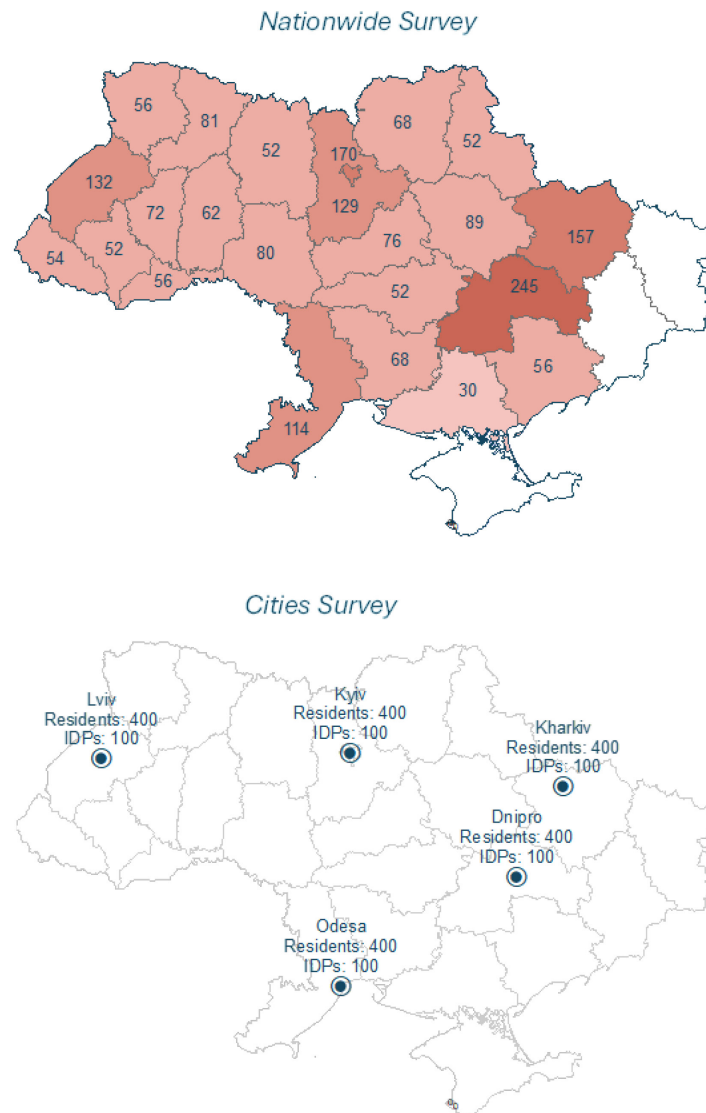 Nationwide Survey
56
81
52
170
68
52
132
72
62
129
89
157
54
52
56
80
76
52
245
68
30
56
114
Cities Survey
Lviv
Residents: 400
IDPs: 100
Kyiv
Residents: 400
IDPs: 100
Kharkiv
Residents: 400
IDPs: 100
Dnipro
Residents: 400
IDPs: 100
Odesa
Residents: 400
IDPs: 100